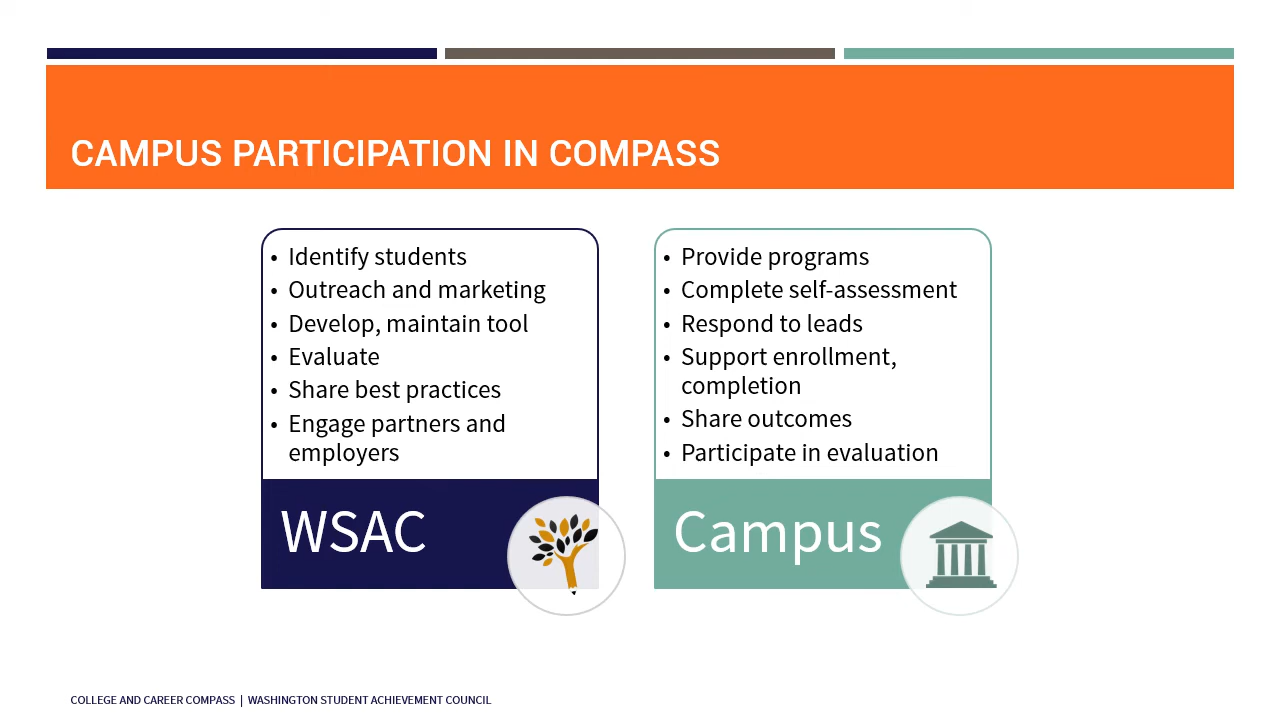 CAMPUS PARTICIPATION IN COMPASS
• Identify students
• Outreach and marketing
• Develop, maintain tool
• Evaluate
• Share best practices
• Engage partners and
employers
WSAC
• Provide programs
• Complete self-assessment
• Respond to leads
• Support enrollment,
completion
• Share outcomes
• Participate in evaluation
Campus
COLLEGE AND CAREER COMPASS | WASHINGTON STUDENT ACHIEVEMENT COUNCIL